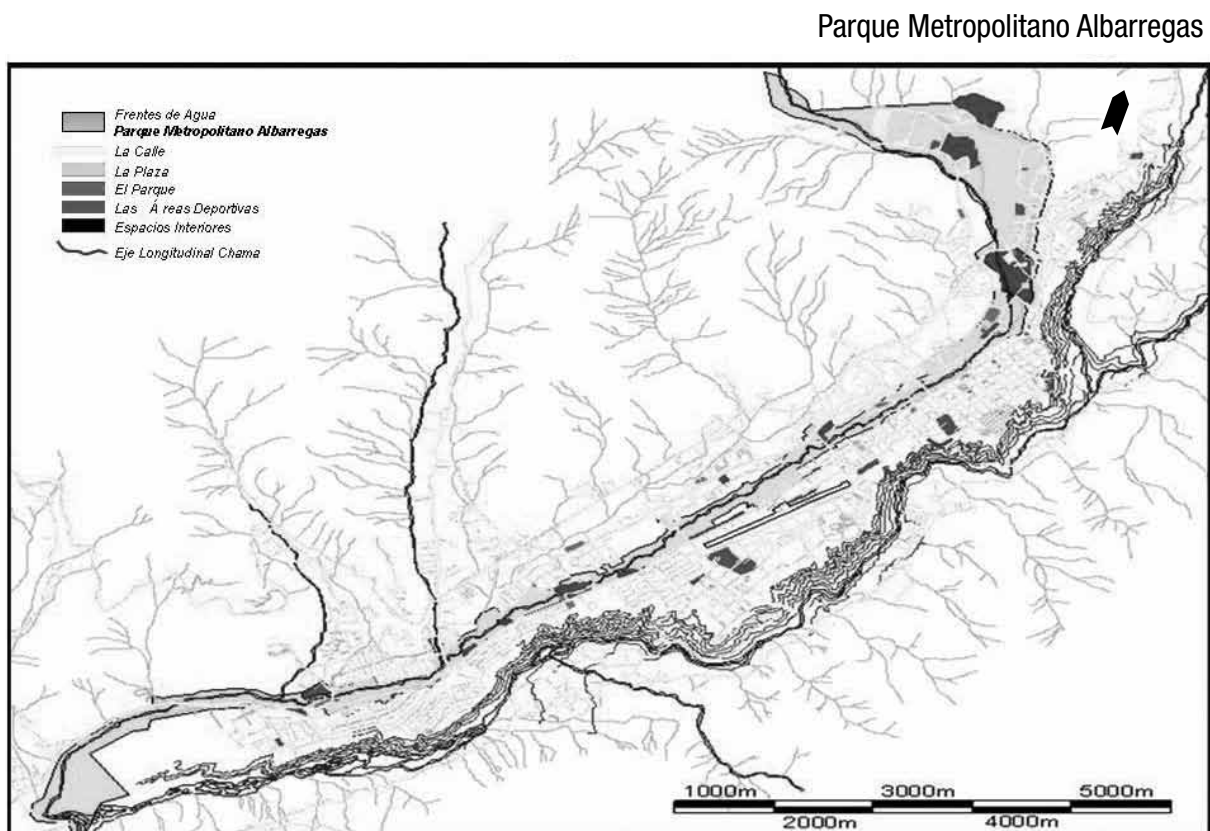 Parque Metropolitano Albarregas
Frentes de Agua
Parque Metropolitano Albarregas
La Calle
La Plaza
El Parque
Las Á reas Deportivas
Espacios Interiores
Eje Longitudinal Chama
1000m 3000m 5000m
2000m 4000m